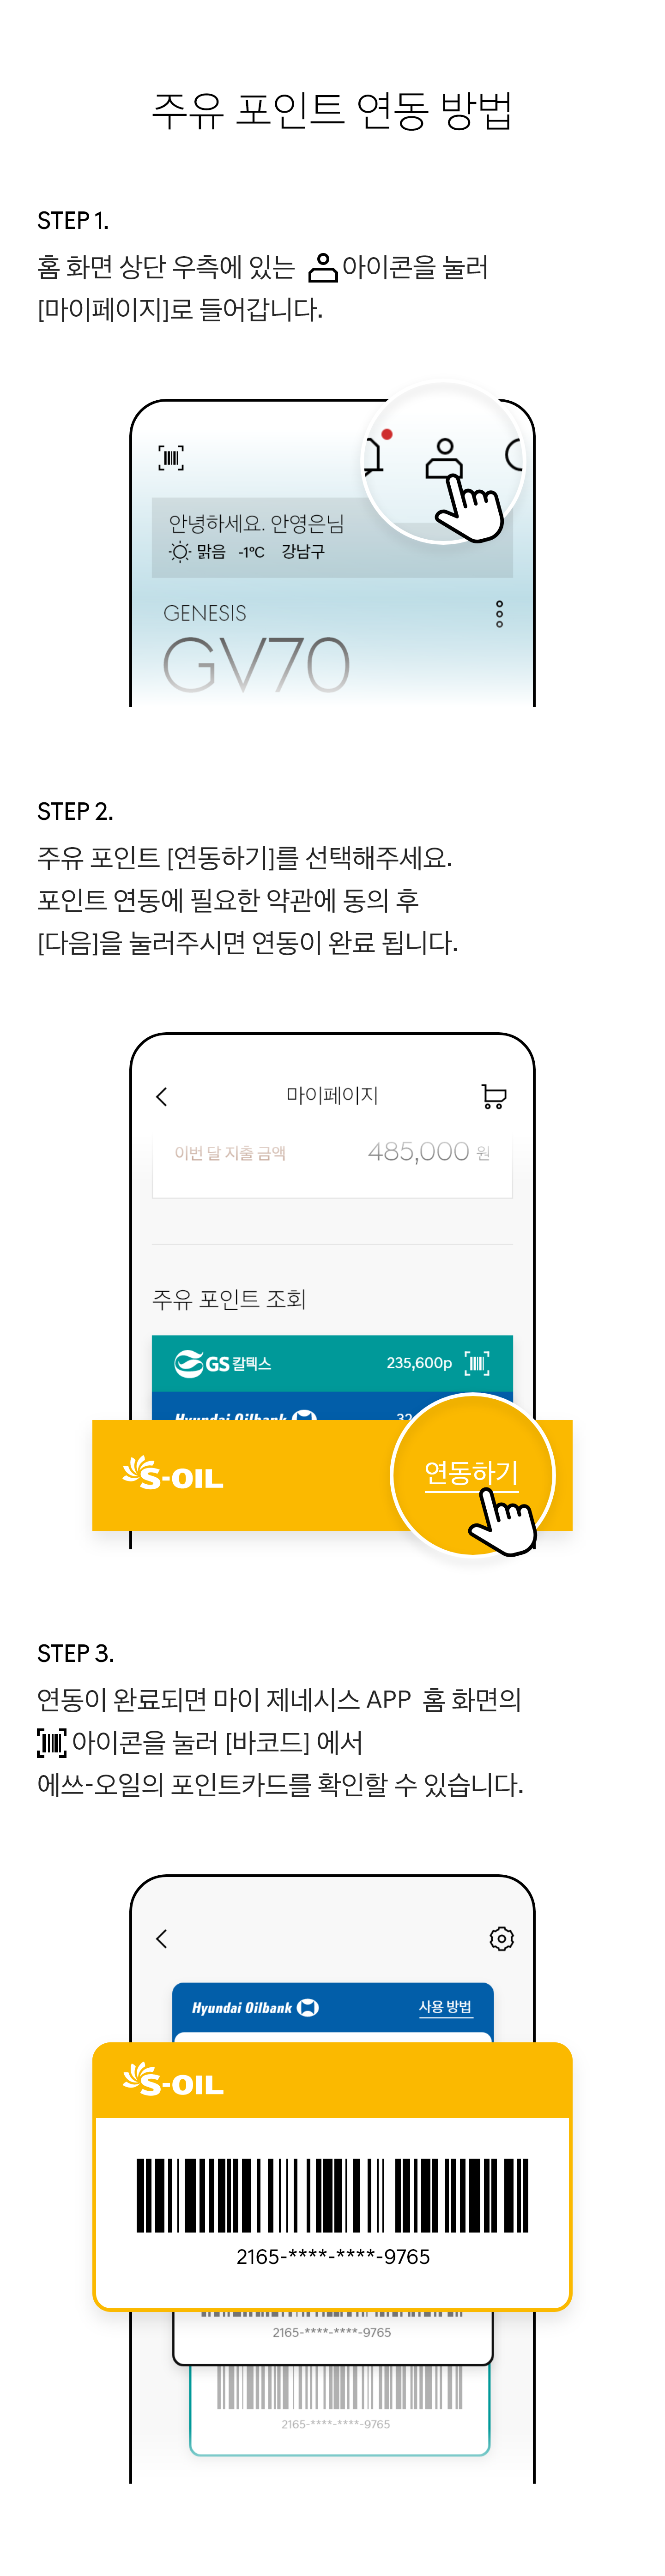 주유 포인트 연동 방법
STEP 1.
홈 화면 상단 우측에 있는 아이콘을 눌러
[마이페이지]로 들어갑니다.
안녕하세요. 안영은님
맑음 -1°C 강남구
GENESIS
GV70
STEP 2.
주유 포인트 [연동하기]를 선택해주세요.
포인트 연동에 필요한 약관에 동의 후
[다음]을 눌러주시면 연동이 완료 됩니다.
마이페이지
이번 달 지출 금액 485,000 원
주유 포인트 조회
GS칼텍스 235,600p
Hyundai Oilbank 32
S-OIL 연동하기
STEP 3.
연동이 완료되면 마이 제네시스 APP 홈 화면의
아이콘을 눌러 [바코드] 에서
에쓰-오일의 포인트카드를 확인할 수 있습니다.
Hyundai Oilbank 사용 방법
S-OIL
2165-****-****-9765
2165-****-****-9765
2165-****-****-9765